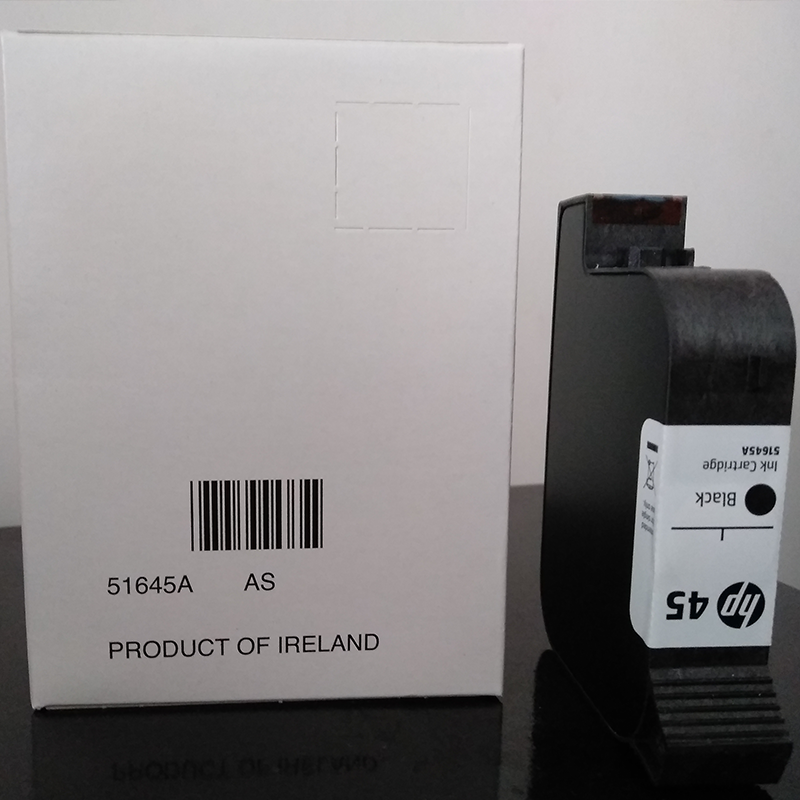 51645A AS
PRODUCT OF IRELAND
hp 45
Black
Ink Cartridge
51645A